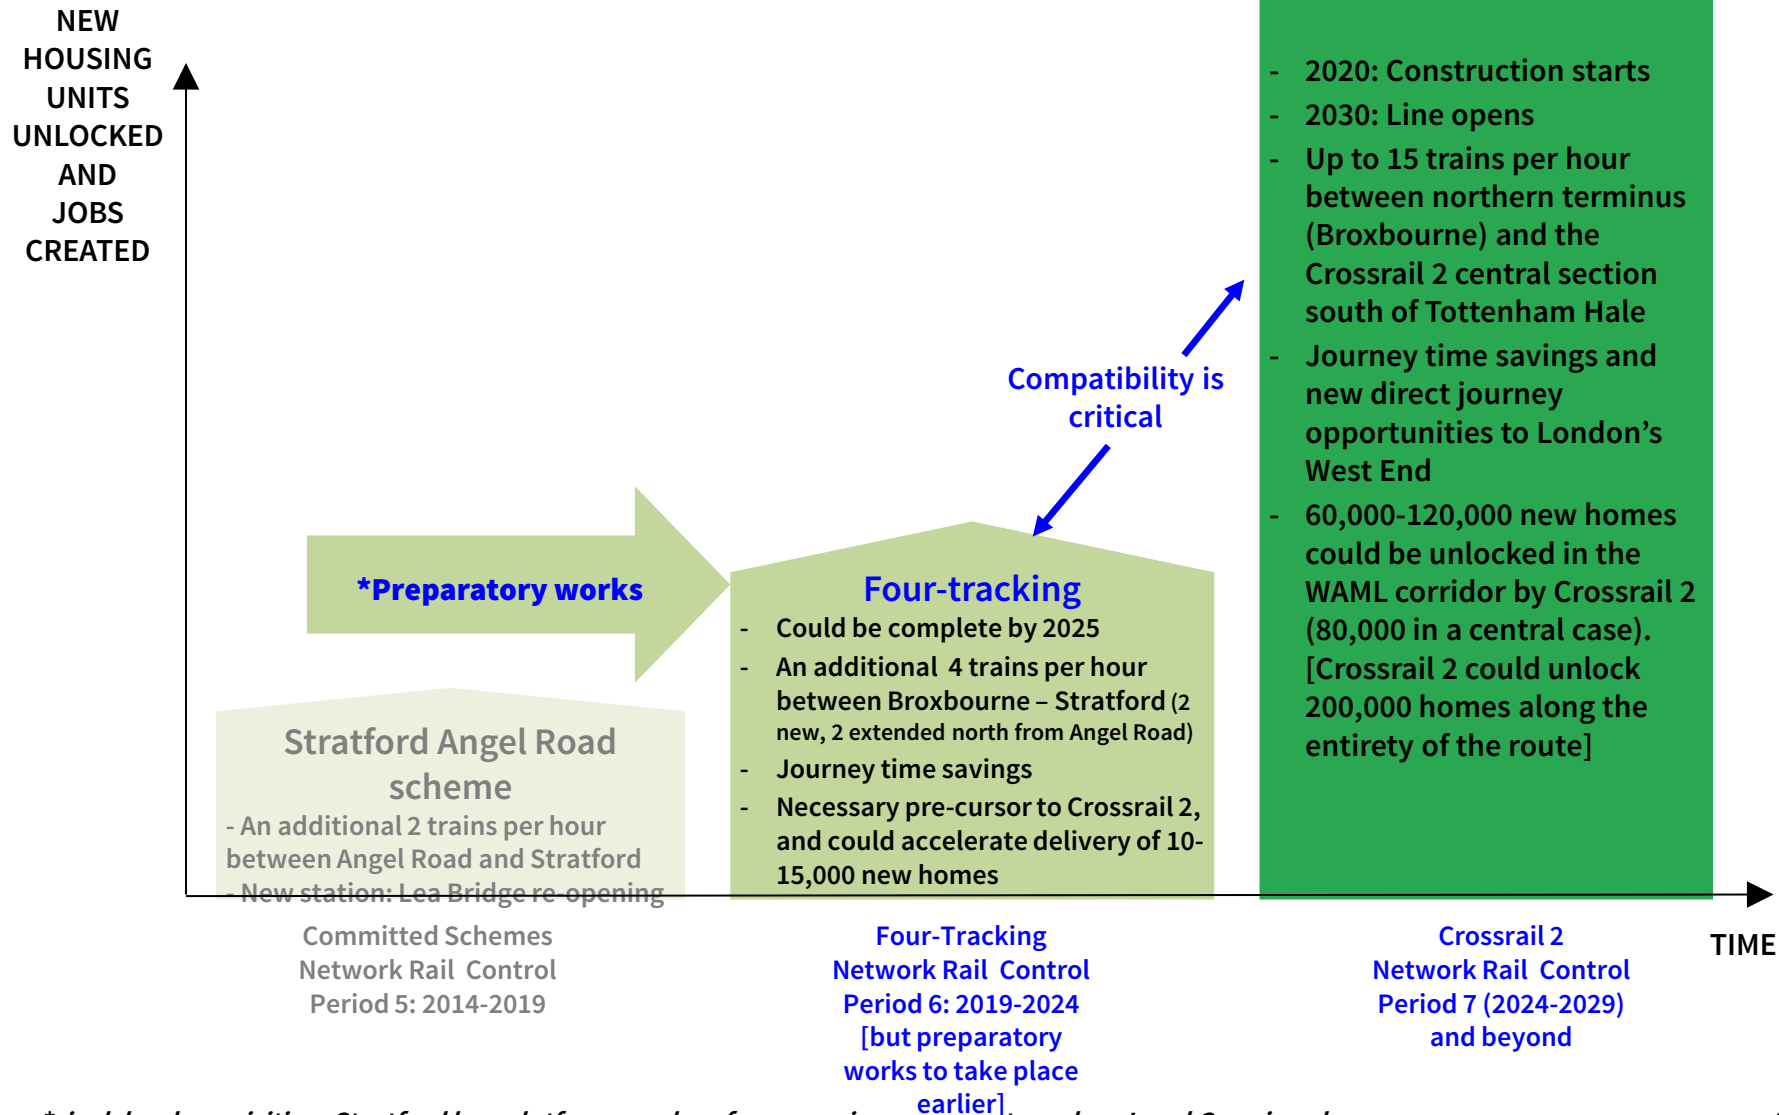 NEW
HOUSING
UNITS
UNLOCKED
AND
JOBS
CREATED
- 2020: Construction starts
- 2030: Line opens
- Up to 15 trains per hour
between northern terminus
(Broxbourne) and the
Crossrail 2 central section
south of Tottenham Hale
- Journey time savings and
new direct journey
opportunities to London’s
West End
- 60,000-120,000 new homes
could be unlocked in the
WAML corridor by Crossrail 2
(80,000 in a central case).
[Crossrail 2 could unlock
200,000 homes along the
entirety of the route]
Compatibility is
critical
*Preparatory works
Four-tracking
- Could be complete by 2025
- An additional 4 trains per hour
between Broxbourne – Stratford (2
new, 2 extended north from Angel Road)
- Journey time savings
- Necessary pre-cursor to Crossrail 2,
and could accelerate delivery of 10-
15,000 new homes
Stratford Angel Road
scheme
- An additional 2 trains per hour
between Angel Road and Stratford
- New station: Lea Bridge re-opening
Committed Schemes
Network Rail Control
Period 5: 2014-2019
Four-Tracking
Network Rail Control
Period 6: 2019-2024
[but preparatory
works to take place
earlier]
Crossrail 2
Network Rail Control
Period 7 (2024-2029)
and beyond
TIME